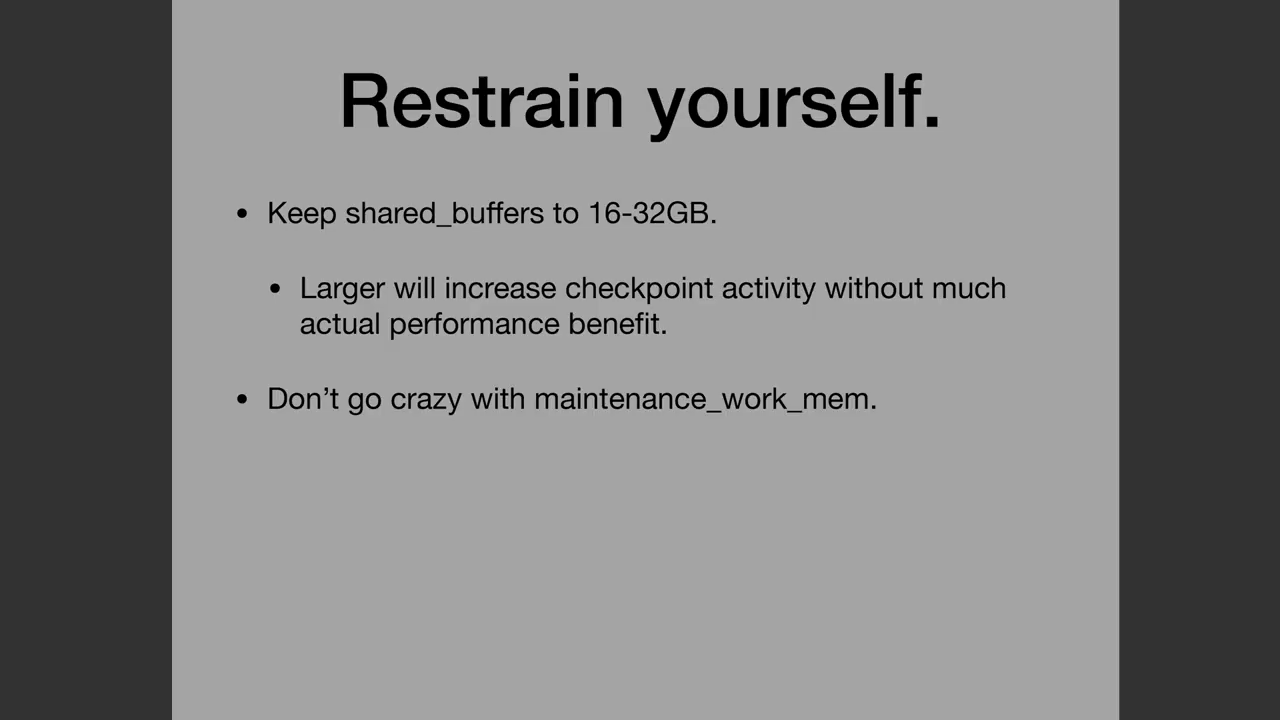 Restrain yourself.
• Keep shared_buffers to 16-32GB.
• Larger will increase checkpoint activity without much
actual performance benefit.
• Don’t go crazy with maintenance_work_mem.